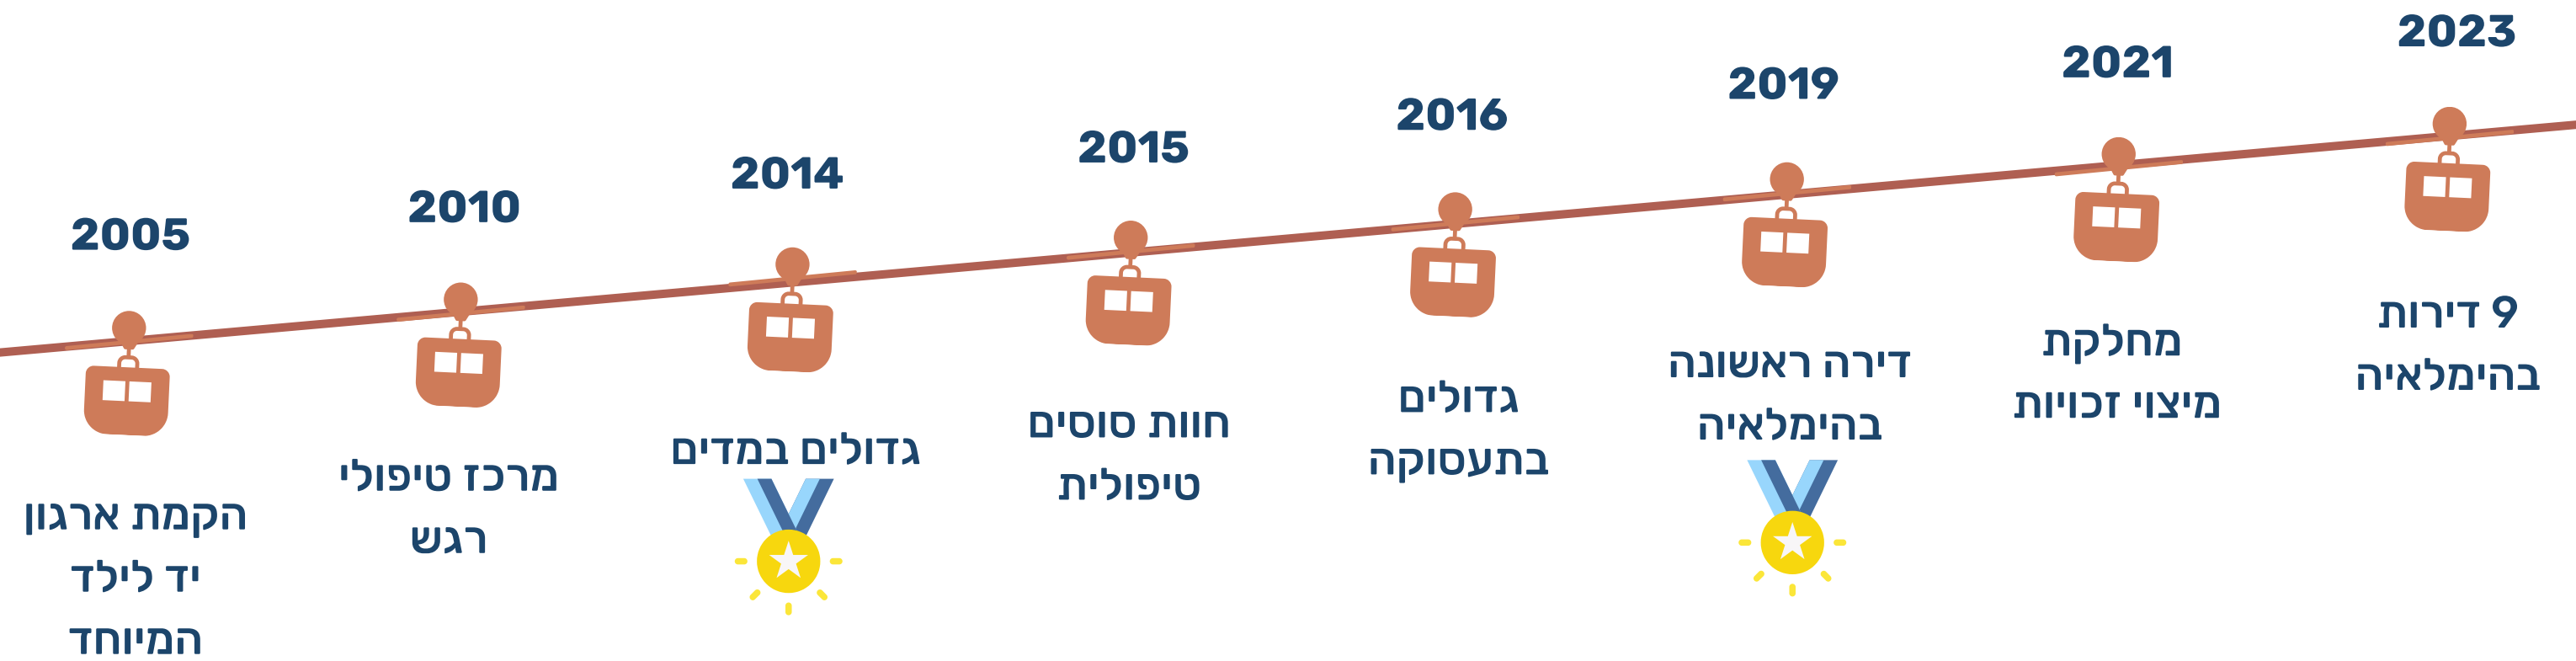 2005
הקמת ארגון
יד לילד
המיוחד
2010
מרכז טיפולי
רגש
2014
גדולים במדים
2015
חוות סוסים
טיפולית
2016
גדולים
בתעסוקה
2019
דירה ראשונה
בהימלאיה
2021
מחלקת
מיצוי זכויות
2023
9 דירות
בהימלאיה